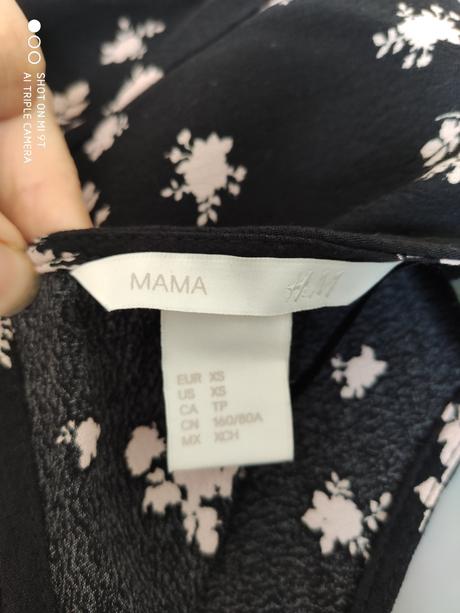 SHOT ON MI 9T
AI TRIPLE CAMERA
MAMA H&M
EUR XS
US XS
CA TP
CN 160/80A
MX XCH